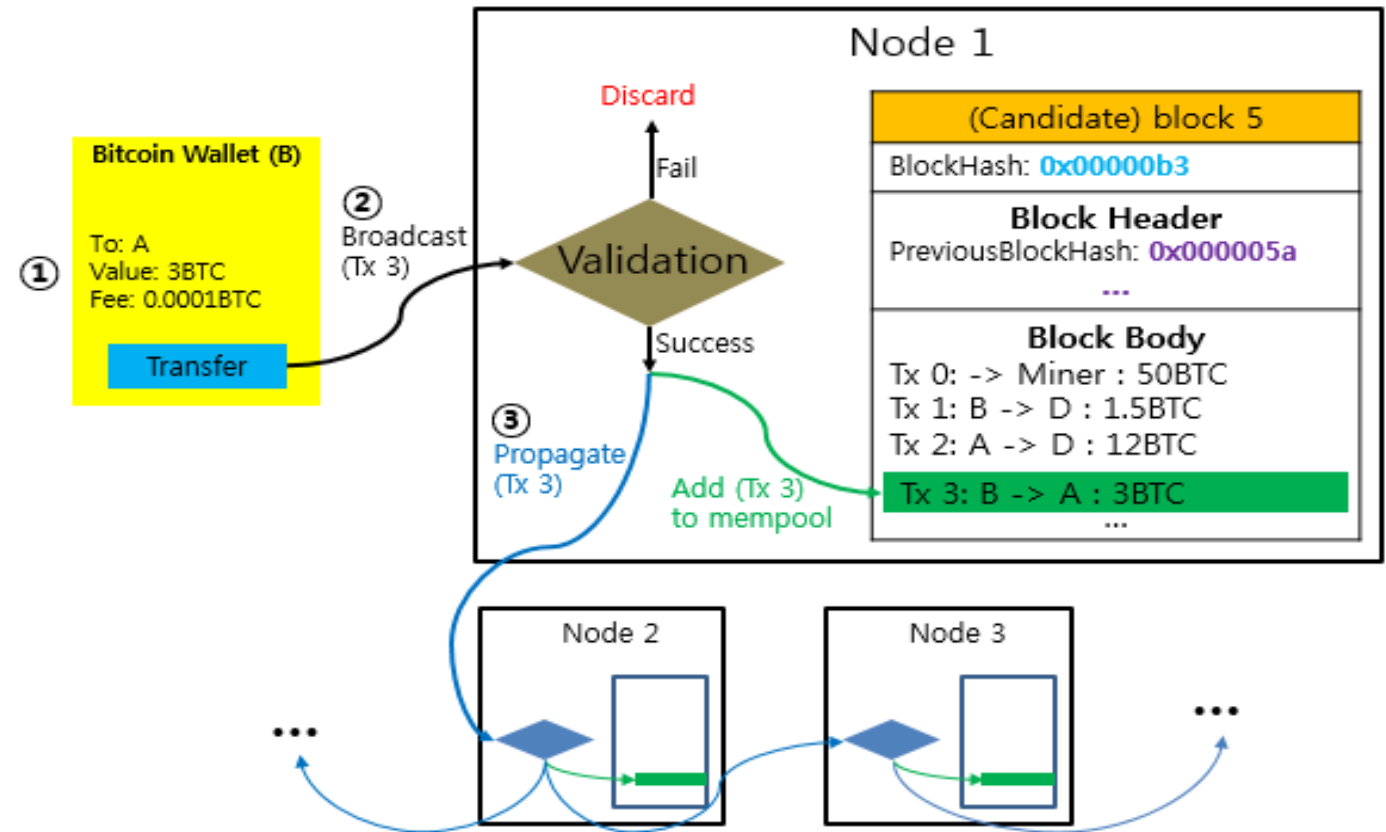 Node 1
Discard
Fail
Bitcoin Wallet (B)
①
To: A
Value: 3BTC
Fee: 0.0001BTC
Transfer
②
Broadcast
(Tx 3)
Validation
Success
③
Propagate
(Tx 3)
Add (Tx 3)
to mempool
(Candidate) block 5
BlockHash: 0x00000b3
Block Header
PreviousBlockHash: 0x000005a
...
Block Body
Tx 0: -> Miner : 50BTC
Tx 1: B -> D : 1.5BTC
Tx 2: A -> D : 12BTC
Tx 3: B -> A : 3BTC
...
Node 2
Node 3
...
...